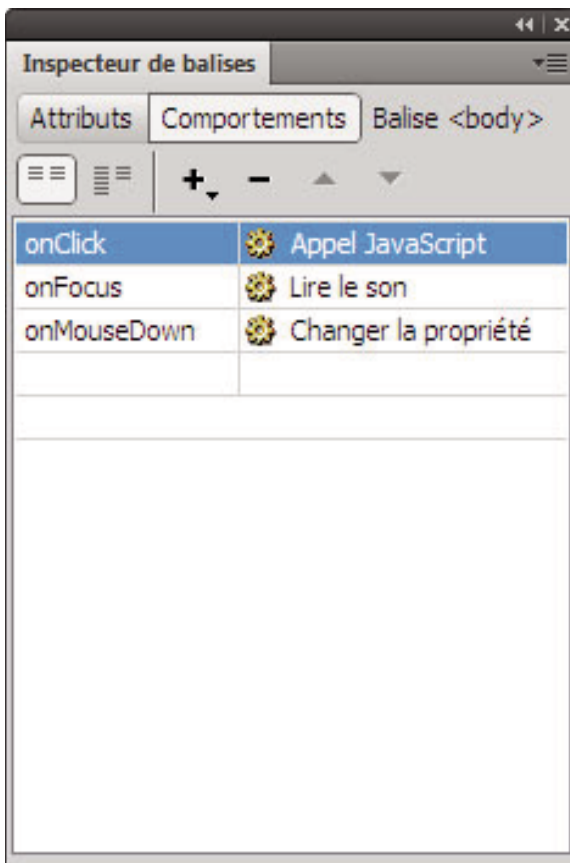 Inspecteur de balises
Attributs Comportements Balise <body>
onClick Appel JavaScript
onFocus Lire le son
onMouseDown Changer la propriété